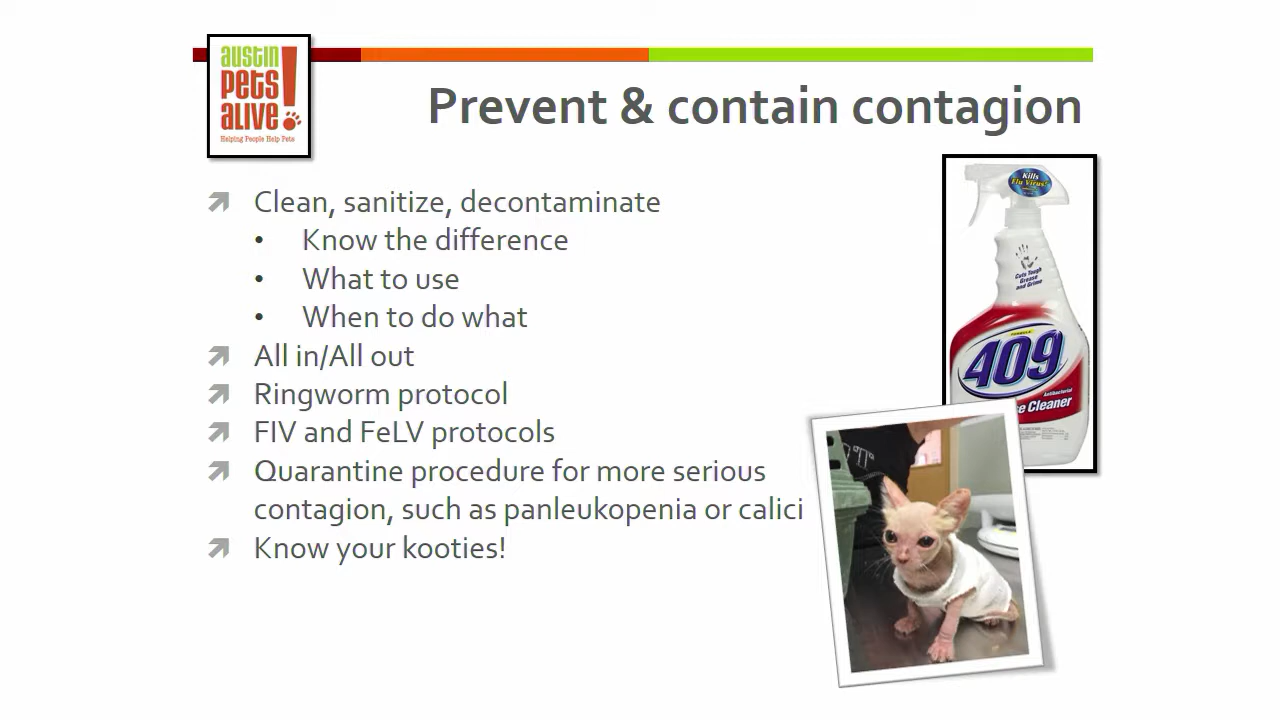 austin
pets
alive!
Helping People Help Pets
Prevent & contain contagion
Clean, sanitize, decontaminate
• Know the difference
• What to use
• When to do what
All in/All out
Ringworm protocol
FIV and FeLV protocols
Quarantine procedure for more serious
contagion, such as panleukopenia or calici
Know your kooties!
Kills
Flu Virus!
Cuts Tough
Grease
and Grime
FORMULA
409
Antibacterial
Cleaner